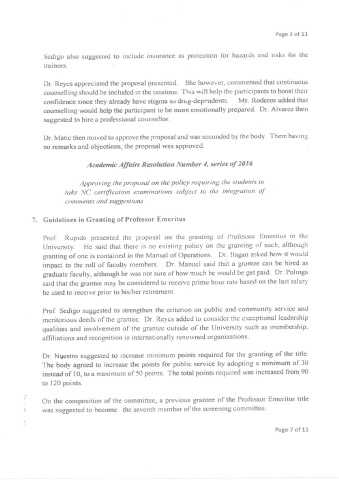 Page 7 of 11
Sedigo also suggested to include insurance as protection for hazards and risks for the
trainors.
Dr. Reyes appreciated the proposal presented. She however, commented that continuous
counselling should be included in the sessions. This will help the participants to boost their
confidence since they already have stigma as drug-dependents. Ms. Roderos added that
counselling would help the participant to be more emotionally prepared. Dr. Alvarez then
suggested to hire a professional counsellor.
Dr. Matic then moved to approve the proposal and was seconded by the body. There having
no remarks and objections, the proposal was approved.
Academic Affairs Resolution Number 4, series of 2016
Approving the proposal on the policy requiring the students to
take NC certification examinations subject to the integration of
comments and suggestions
7. Guidelines in Granting of Professor Emeritus
Prof. Rupido presented the proposal on the granting of Professor Emeritus in the
University. He said that there is no existing policy on the granting of such, although
granting of one is contained in the Manual of Operations. Dr. Ilagan asked how it would
impact to the roll of faculty members. Dr. Manuel said that a grantee can be hired as
graduate faculty, although he was not sure of how much he would be get paid. Dr. Polinga
said that the grantee may be considered to receive prime hour rate based on the last salary
he used to receive prior to his/her retirement.
Prof. Sedigo suggested to strengthen the criterion on public and community service and
meritorious deeds of the grantee. Dr. Reyes added to consider the exceptional leadership
qualities and involvement of the grantee outside of the University such as membership,
affiliations and recognition in internationally renowned organizations.
Dr. Nuestro suggested to increase minimum points required for the granting of the title.
The body agreed to increase the points for public service by adopting a minimum of 30
instead of 10, to a maximum of 50 points. The total points required was increased from 90
to 120 points.
On the composition of the committee, a previous grantee of the Professor Emeritus title
was suggested to become the seventh member of the screening committee.
Page 7 of 11